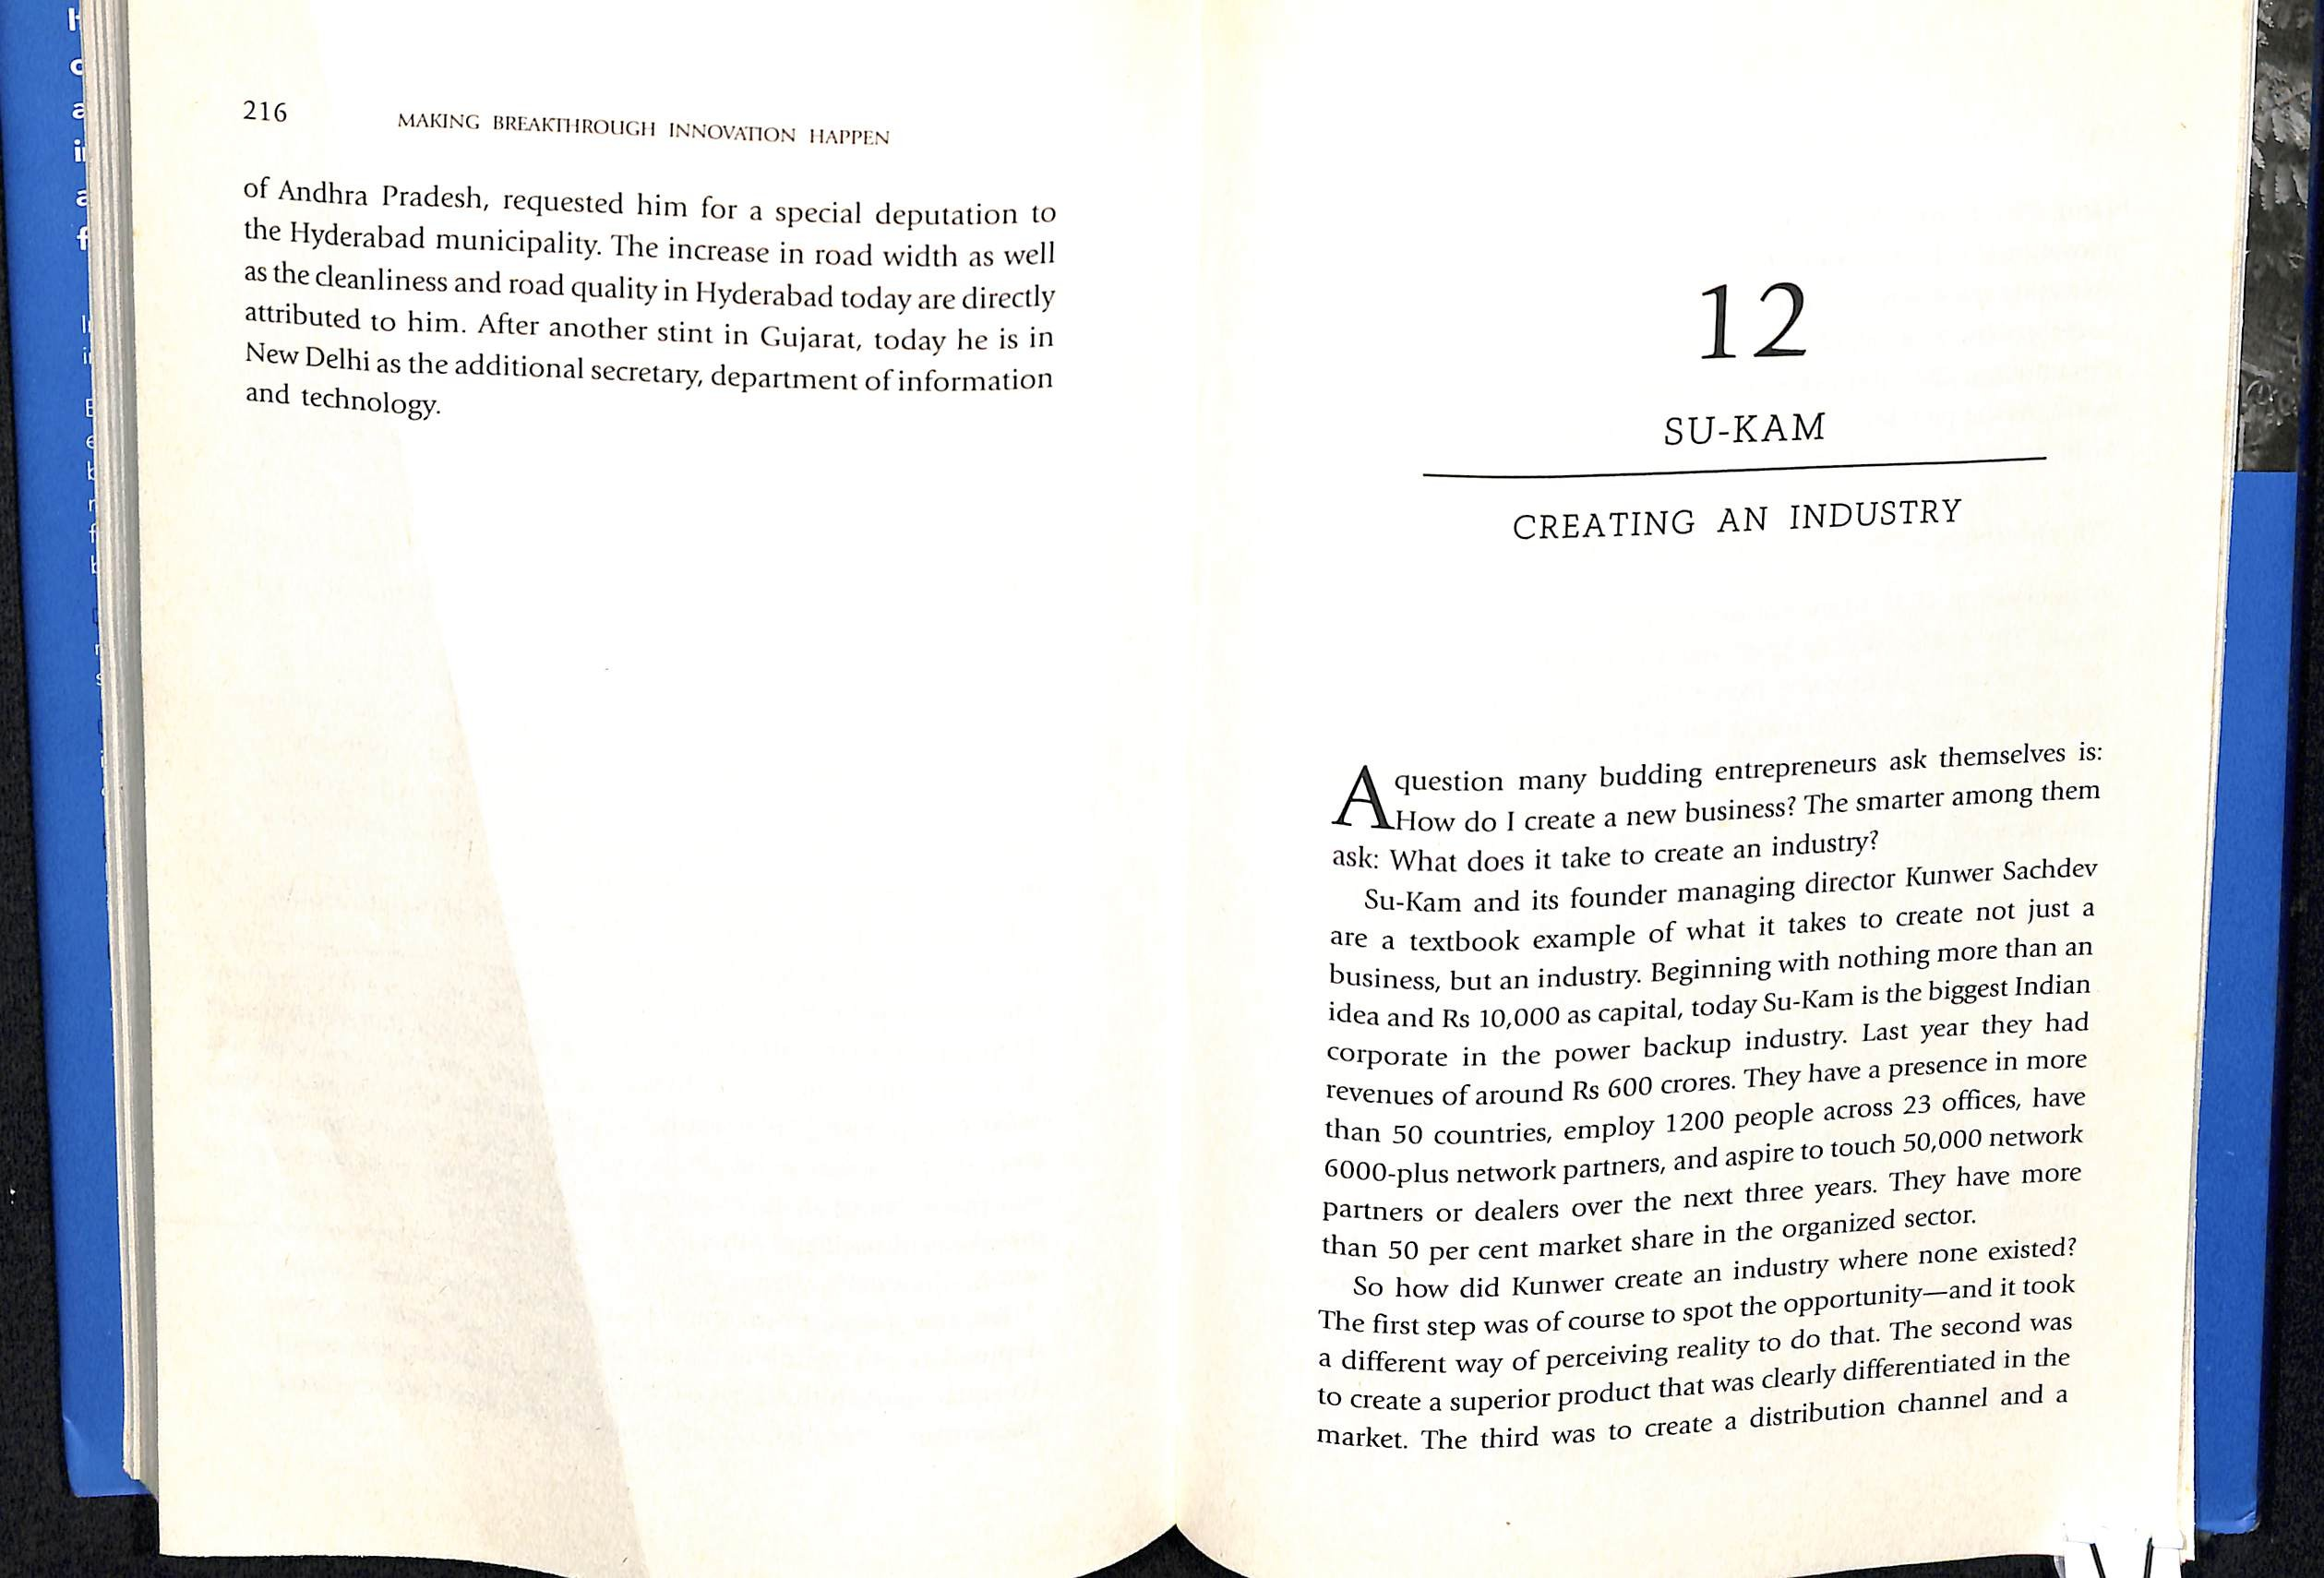 216
MAKING BREAKTHROUGH INNOVATION HAPPEN
of Andhra Pradesh, requested him for a special deputation to
the Hyderabad municipality. The increase in road width as well
as the cleanliness and road quality in Hyderabad today are directly
attributed to him. After another stint in Gujarat, today he is in
New Delhi as the additional secretary, department of information
and technology.
12
SU-KAM
CREATING AN INDUSTRY
A question many budding entrepreneurs ask themselves is:
How do I create a new business? The smarter among them
ask: What does it take to create an industry?
Su-Kam and its founder managing director Kunwer Sachdev
are a textbook example of what it takes to create not just a
business, but an industry. Beginning with nothing more than an
idea and Rs 10,000 as capital, today Su-Kam is the biggest Indian
corporate in the power backup industry. Last year they had
revenues of around Rs 600 crores. They have a presence in more
than 50 countries, employ 1200 people across 23 offices, have
6000-plus network partners, and aspire to touch 50,000 network
partners or dealers over the next three years. They have more
than 50 per cent market share in the organized sector.
So how did Kunwer create an industry where none existed?
The first step was of course to spot the opportunity—and it took
a different way of perceiving reality to do that. The second was
to create a superior product that was clearly differentiated in the
market. The third was to create a distribution channel and a